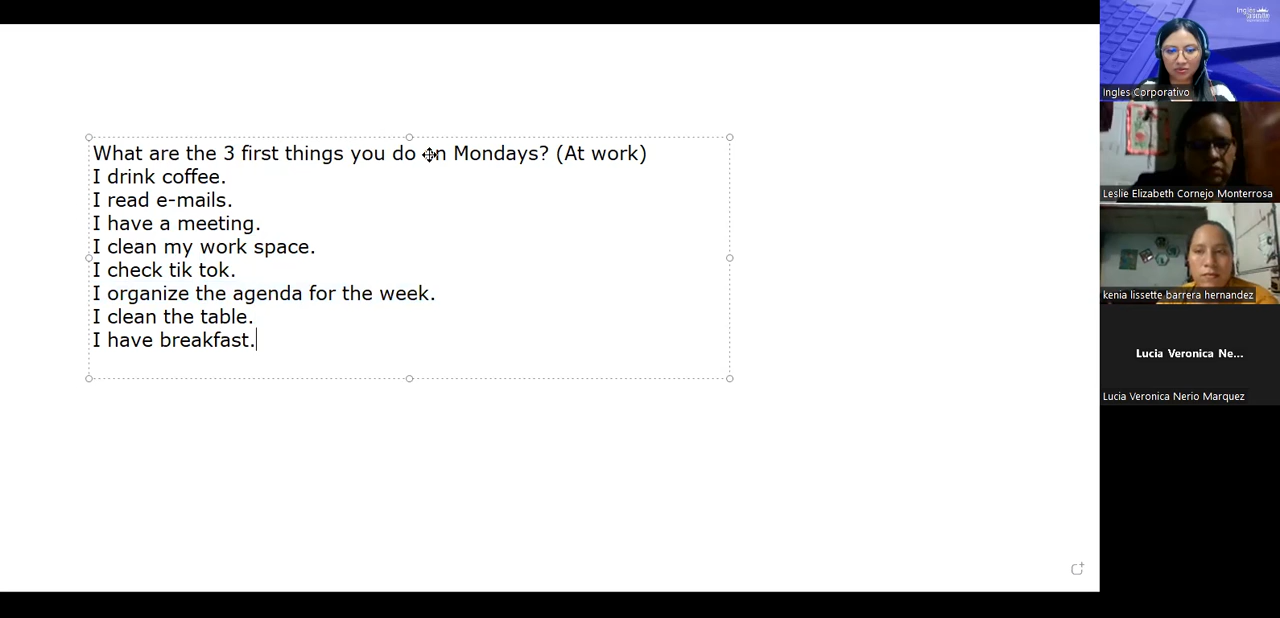 What are the 3 first things you do on Mondays? (At work)
I drink coffee.
I read e-mails.
I have a meeting.
I clean my work space.
I check tik tok.
I organize the agenda for the week.
I clean the table.
I have breakfast.
Ingles Corporativo
Leslie Elizabeth Cornejo Monterrosa
kenia lissette barrera hernandez
Lucia Veronica Ne...
Lucia Veronica Nerio Marquez